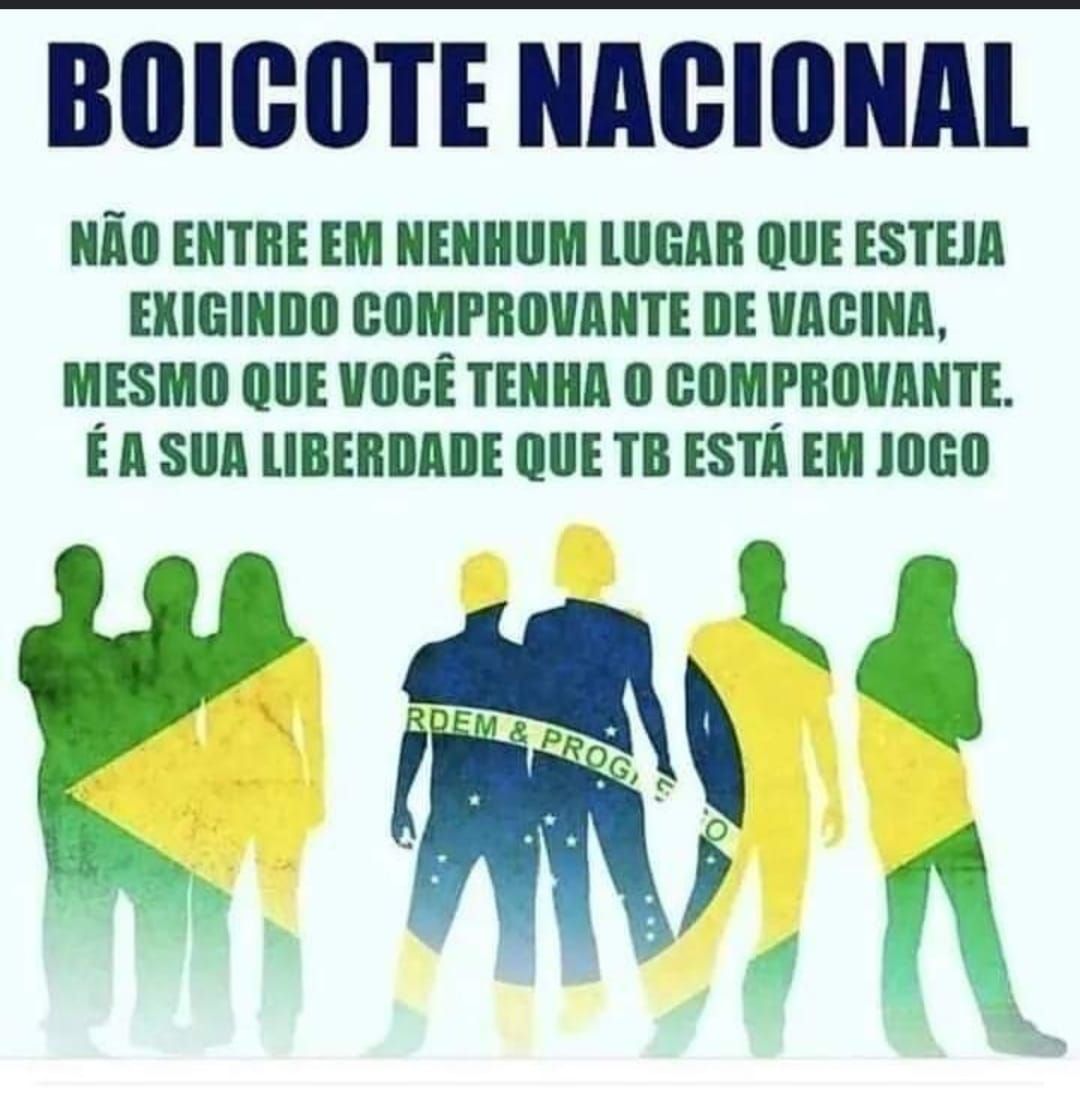 BOICOTE NACIONAL
NÃO ENTRE EM NENHUM LUGAR QUE ESTEJA
EXIGINDO COMPROVANTE DE VACINA,
MESMO QUE VOCÊ TENHA O COMPROVANTE.
É A SUA LIBERDADE QUE TB ESTÁ EM JOGO
RDEM & PROG